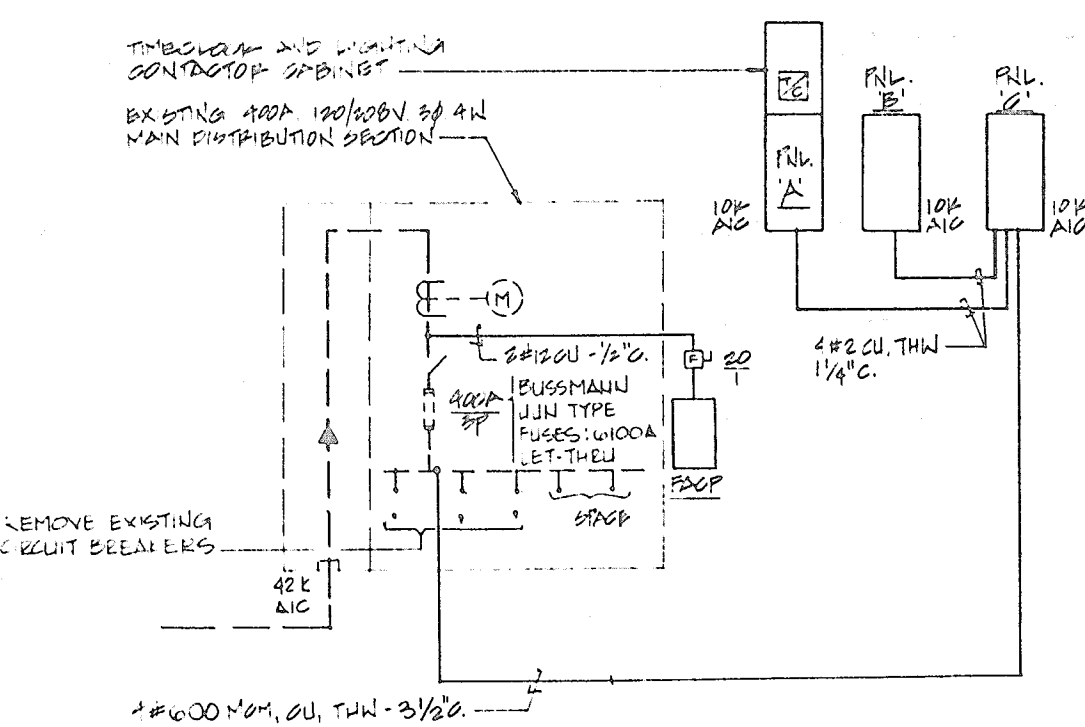 TIMECLOCK AND LIGHTING
CONTACTOR CABINET
EXISTING 400A 120/208V. 3φ 4W
MAIN DISTRIBUTION SECTION
T/C
PNL.
'A'
PNL.
'B'
PNL.
'C'
10K
AIC
10K
AIC
10K
AIC
M
2#12CU - 1/2"C.
4#2 CU, THW
1 1/4"C.
F
20
1
400A
3P
BUSSMANN
JJN TYPE
FUSES: 6100A
LET-THRU
FACP
SPACE
REMOVE EXISTING
CIRCUIT BREAKERS
42K
AIC
4#600 MCM, CU, THW - 3 1/2"C.